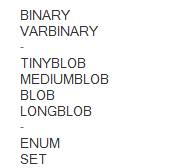 BINARY
VARBINARY
-
TINYBLOB
MEDIUMBLOB
BLOB
LONGBLOB
-
ENUM
SET